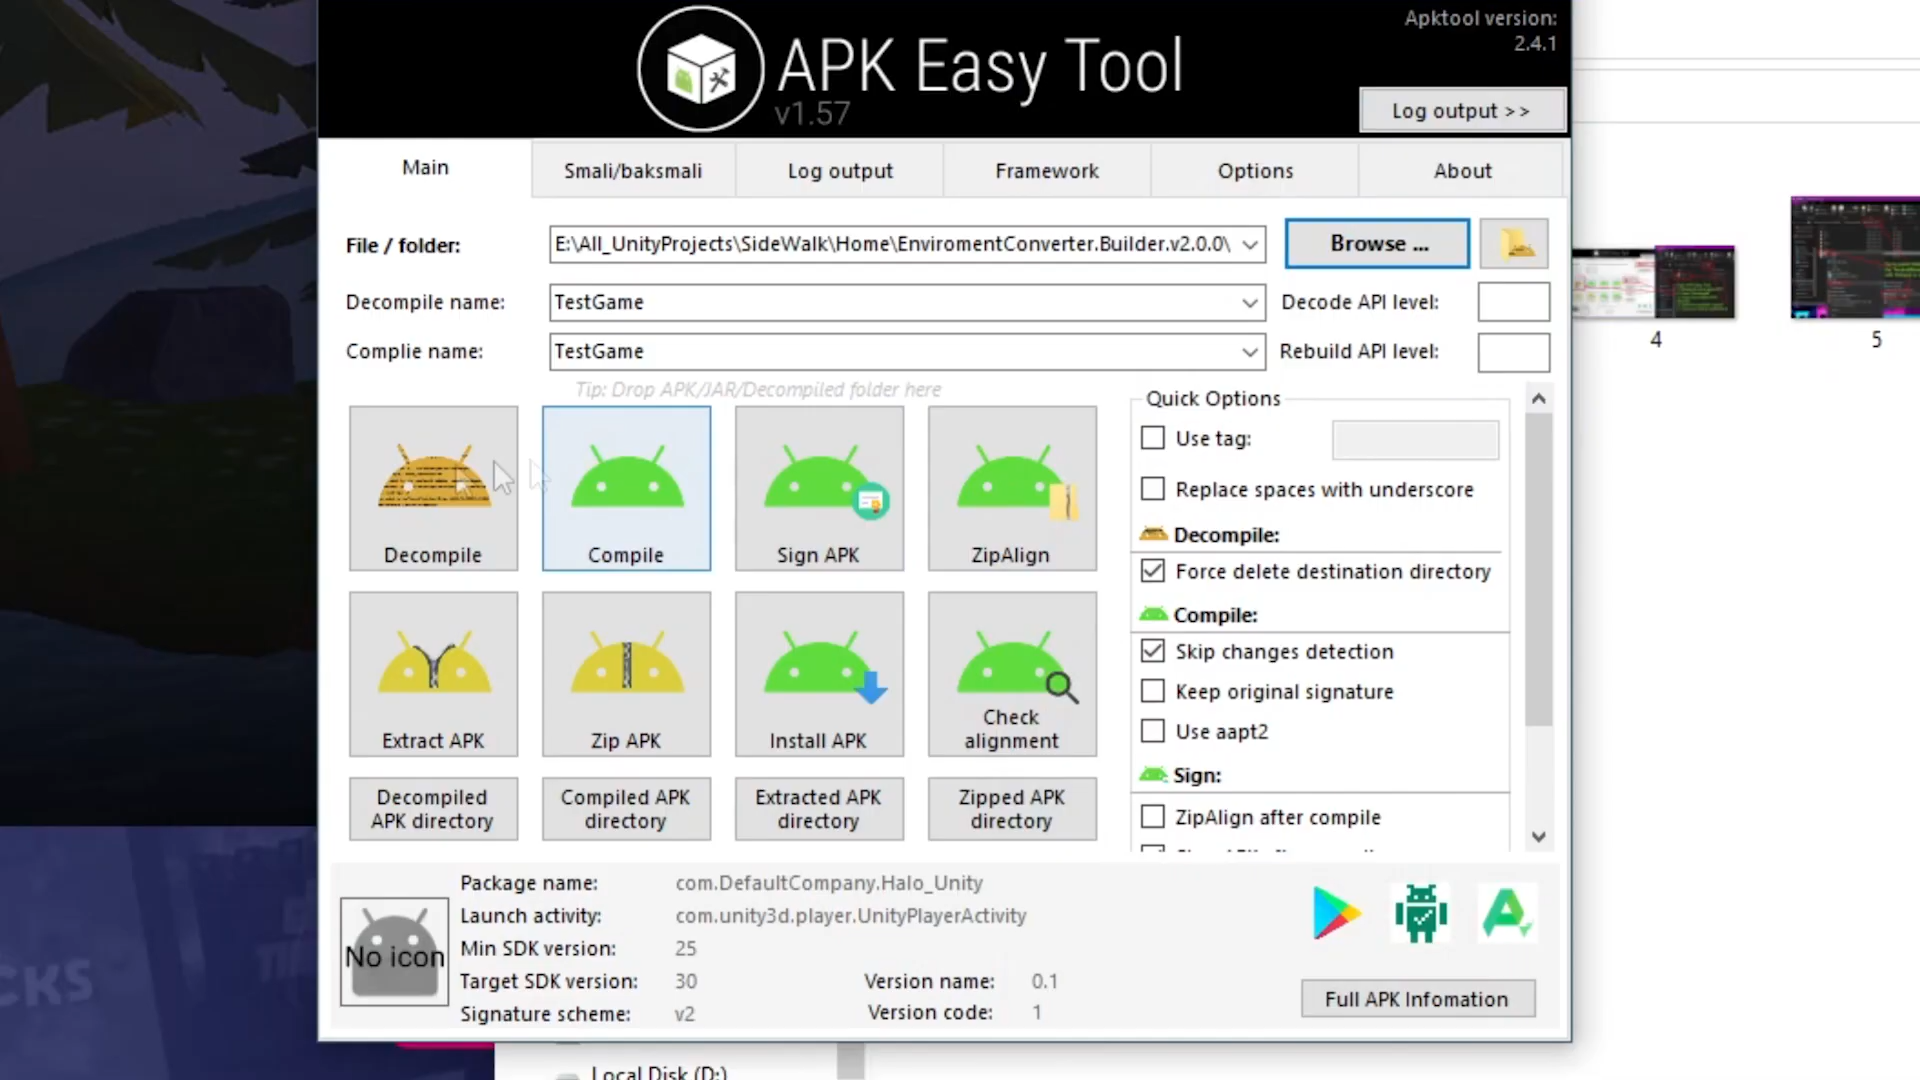 APK Easy Tool
v1.57
Apktool version:
2.4.1
Log output >>
Main
Smali/baksmali
Log output
Framework
Options
About
File / folder:
E:\All_UnityProjects\SideWalk\Home\EnviromentConverter.Builder.v2.0.0\
Browse ...
Decompile name:
TestGame
Decode API level:
Complie name:
TestGame
Rebuild API level:
Tip: Drop APK/JAR/Decompiled folder here
Decompile
Compile
Sign APK
ZipAlign
Extract APK
Zip APK
Install APK
Check
alignment
Decompiled
APK directory
Compiled APK
directory
Extracted APK
directory
Zipped APK
directory
Quick Options
Use tag:
Replace spaces with underscore
Decompile:
Force delete destination directory
Compile:
Skip changes detection
Keep original signature
Use aapt2
Sign:
ZipAlign after compile
No icon
Package name: com.DefaultCompany.Halo_Unity
Launch activity: com.unity3d.player.UnityPlayerActivity
Min SDK version: 25
Target SDK version: 30
Version name: 0.1
Signature scheme: v2
Version code: 1
Full APK Infomation
4
5
CKS
Local Disk (D:)